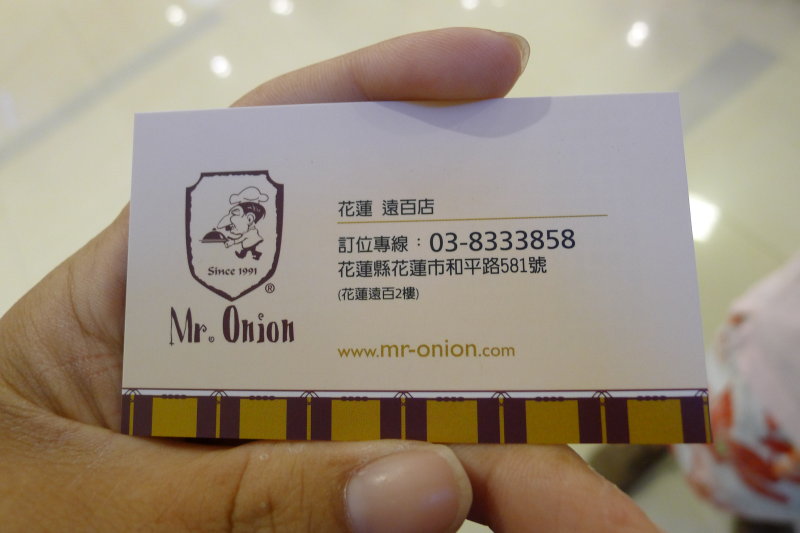 Since 1991
®
Mr. Onion
花蓮 遠百店
訂位專線：03-8333858
花蓮縣花蓮市和平路581號
(花蓮遠百2樓)
www.mr-onion.com